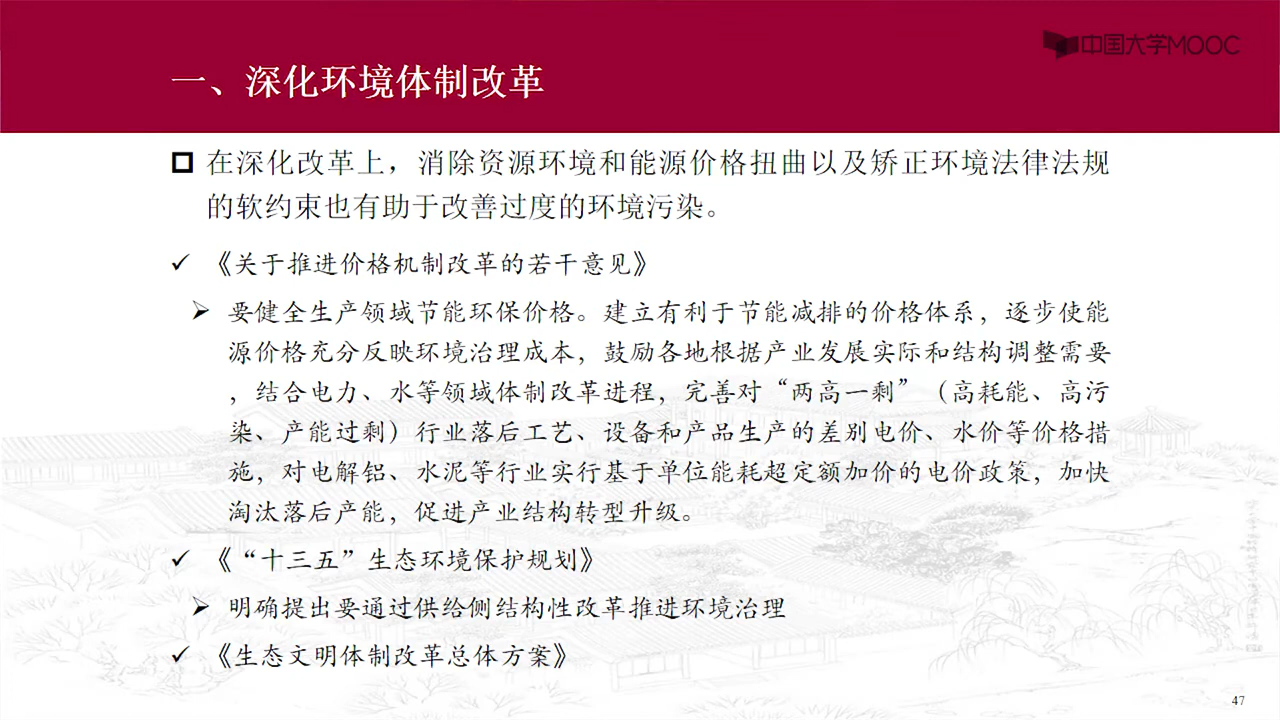 中国大学MOOC
一、深化环境体制改革
在深化改革上，消除资源环境和能源价格扭曲以及矫正环境法律法规
的软约束也有助于改善过度的环境污染。
《关于推进价格机制改革的若干意见》
要健全生产领域节能环保价格。建立有利于节能减排的价格体系，逐步使能
源价格充分反映环境治理成本，鼓励各地根据产业发展实际和结构调整需要
，结合电力、水等领域体制改革进程，完善对“两高一剩”（高耗能、高污
染、产能过剩）行业落后工艺、设备和产品生产的差别电价、水价等价格措
施，对电解铝、水泥等行业实行基于单位能耗超定额加价的电价政策，加快
淘汰落后产能，促进产业结构转型升级。
《“十三五”生态环境保护规划》
明确提出要通过供给侧结构性改革推进环境治理
《生态文明体制改革总体方案》
47